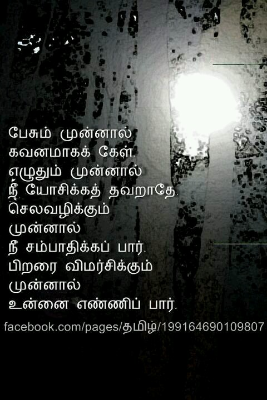 பேசும் முன்னால்
கவனமாகக் கேள்.
எழுதும் முன்னால்
நீ யோசிக்கத் தவறாதே
செலவழிக்கும்
முன்னால்
நீ சம்பாதிக்கப் பார்.
பிறரை விமர்சிக்கும்
முன்னால்
உன்னை எண்ணிப் பார்.
facebook.com/pages/தமிழ்/199164690109807